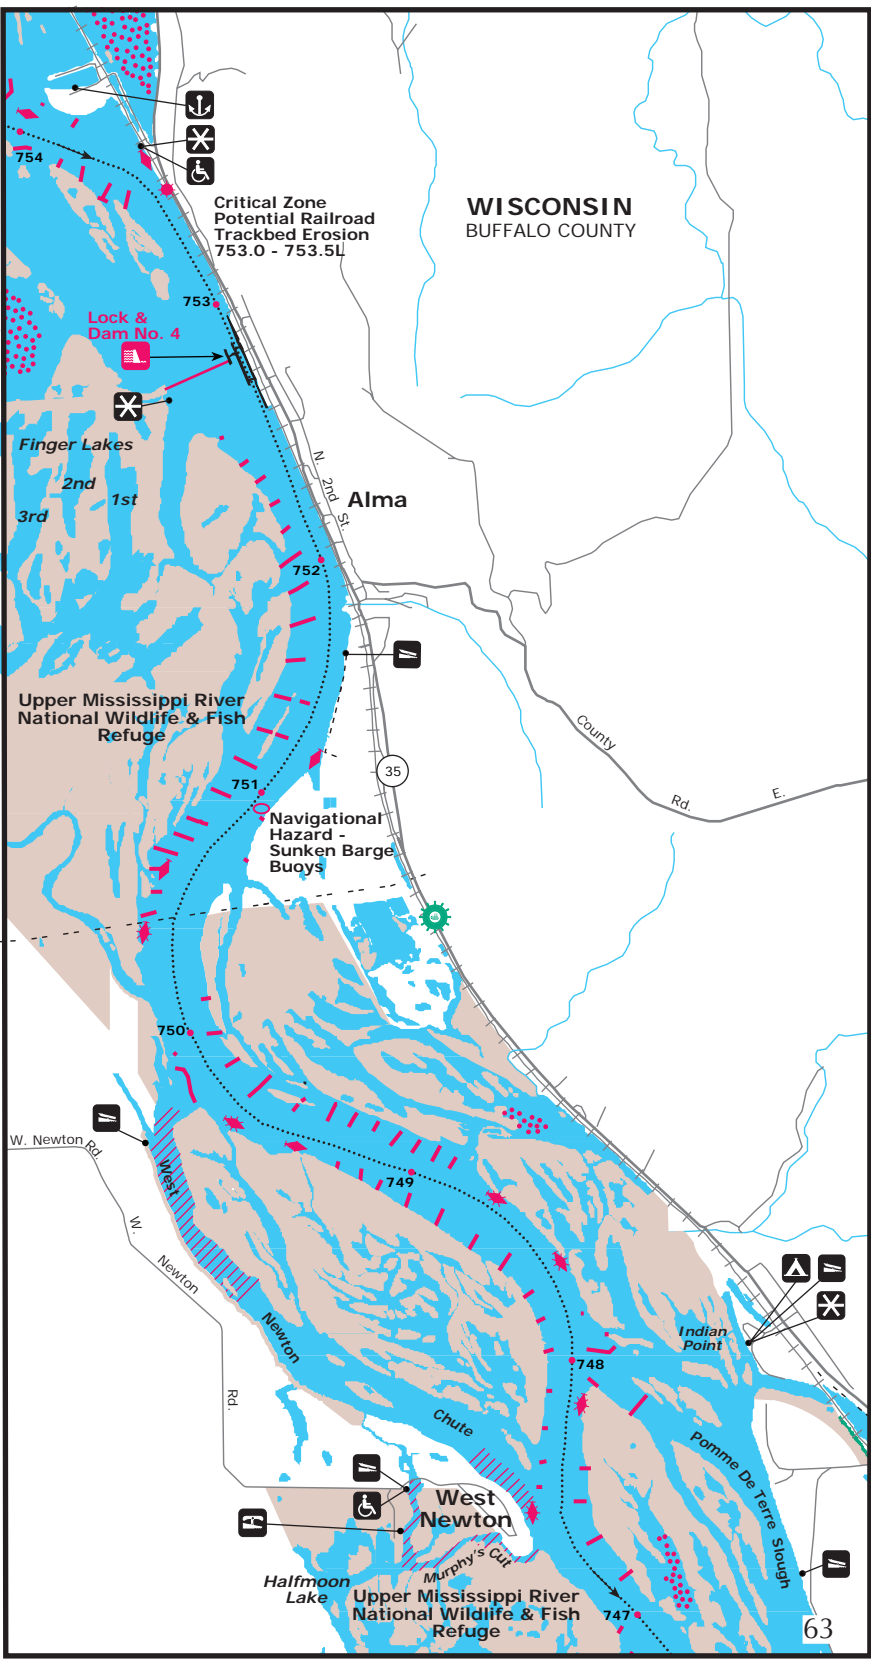 754
Critical Zone
Potential Railroad
Trackbed Erosion
753.0 - 753.5L
WISCONSIN
BUFFALO COUNTY
753
Lock &
Dam No. 4
Finger Lakes
2nd
1st
3rd
N. 2nd St.
Alma
752
Upper Mississippi River
National Wildlife & Fish
Refuge
County
Rd.
E.
35
751
Navigational
Hazard -
Sunken Barge
Buoys
750
W. Newton Rd.
West
749
W.
Newton
Rd.
Newton
Indian
Point
748
Chute
Pomme De Terre Slough
West
Newton
Murphy's Cut
Halfmoon
Lake
Upper Mississippi River
National Wildlife & Fish
Refuge
747
63